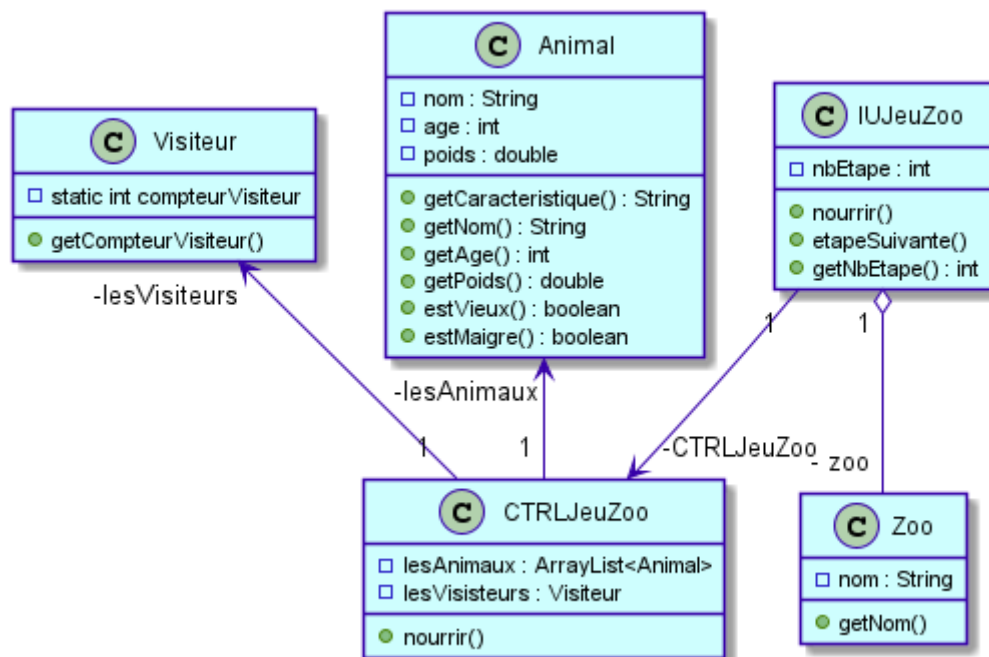 C Animal
nom : String
age : int
poids : double
getCaracteristique() : String
getNom() : String
getAge() : int
getPoids() : double
estVieux() : boolean
estMaigre() : boolean
C IUJeuZoo
nbEtape : int
nourrir()
etapeSuivante()
getNbEtape() : int
C Visiteur
static int compteurVisiteur
getCompteurVisiteur()
-lesVisiteurs
1
-lesAnimaux
1
1
-CTRLJeuZoo
1
- zoo
C CTRLJeuZoo
lesAnimaux : ArrayList<Animal>
lesVisisteurs : Visiteur
nourrir()
C Zoo
nom : String
getNom()